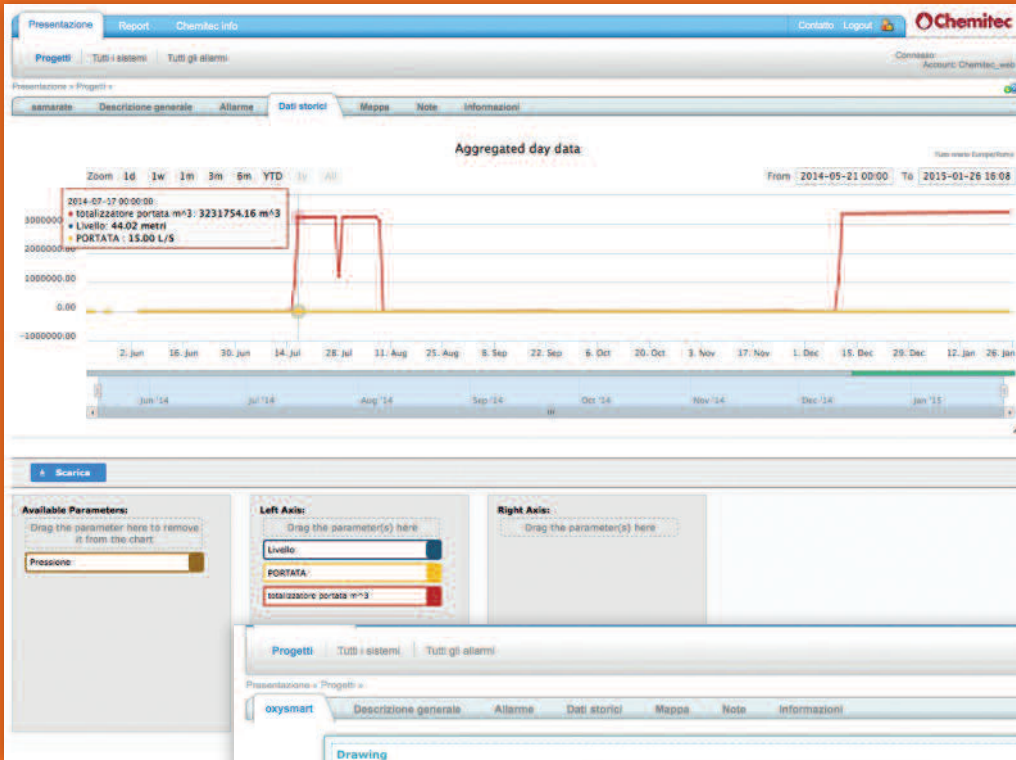 Presentazione Report Chemitec info Contatto Logout Chemitec
Progetti Tutti i sistemi Tutti gli allarmi
Connesso:
Account: Chemitec_web
Presentazione » Progetti »
samarate Descrizione generale Allarme Dati storici Mappa Note Informazioni
Aggregated day data
Zoom 1d 1w 1m 3m 6m YTD 1y All From 2014-05-21 00:00 To 2015-01-26 16:08
2014-07-17 00:00:00
totalizzatore portata m^3: 3231754.16 m^3
Livello: 44.02 metri
PORTATA : 15.00 L/S
1000000.00
0.00
-1000000.00
2. Jun 16. Jun 30. Jun 14. Jul 28. Jul 11. Aug 25. Aug 8. Sep 22. Sep 6. Oct 20. Oct 3. Nov 17. Nov 1. Dec 15. Dec 29. Dec 12. Jan 26. Jan
Jun '14 Jul '14 Aug '14 Sep '14 Oct '14 Nov '14 Dec '14 Jan '15
Scarica
Available Parameters:
Drag the parameter here to remove
it from the chart
Pressione
Left Axis:
Drag the parameter(s) here
Livello
PORTATA
totalizzatore portata m^3
Right Axis:
Drag the parameter(s) here
Progetti Tutti i sistemi Tutti gli allarmi
Presentazione » Progetti »
oxysmart Descrizione generale Allarme Dati storici Mappa Note Informazioni
Drawing